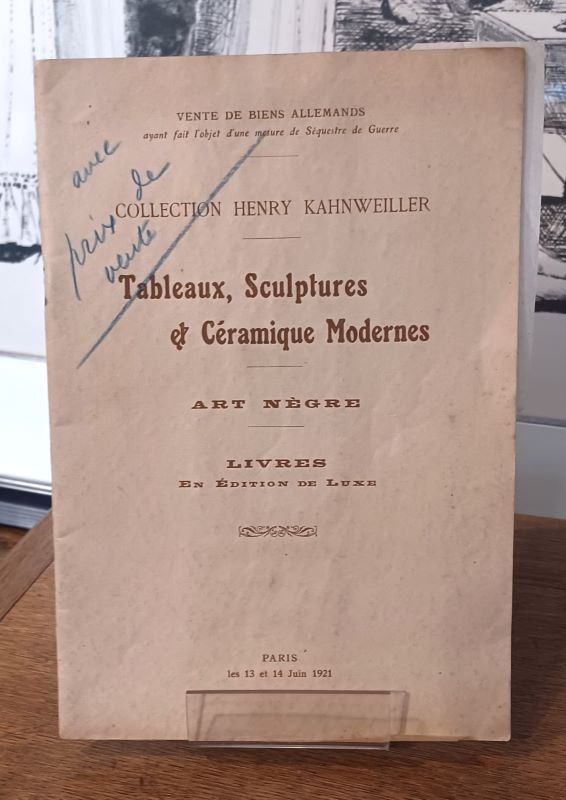 VENTE DE BIENS ALLEMANDS
ayant fait l'objet d'une mesure de Séquestre de Guerre
avec
prix de
vente
COLLECTION HENRY KAHNWEILLER
Tableaux, Sculptures
et Céramique Modernes
ART NÈGRE
LIVRES
EN ÉDITION DE LUXE
PARIS
les 13 et 14 Juin 1921